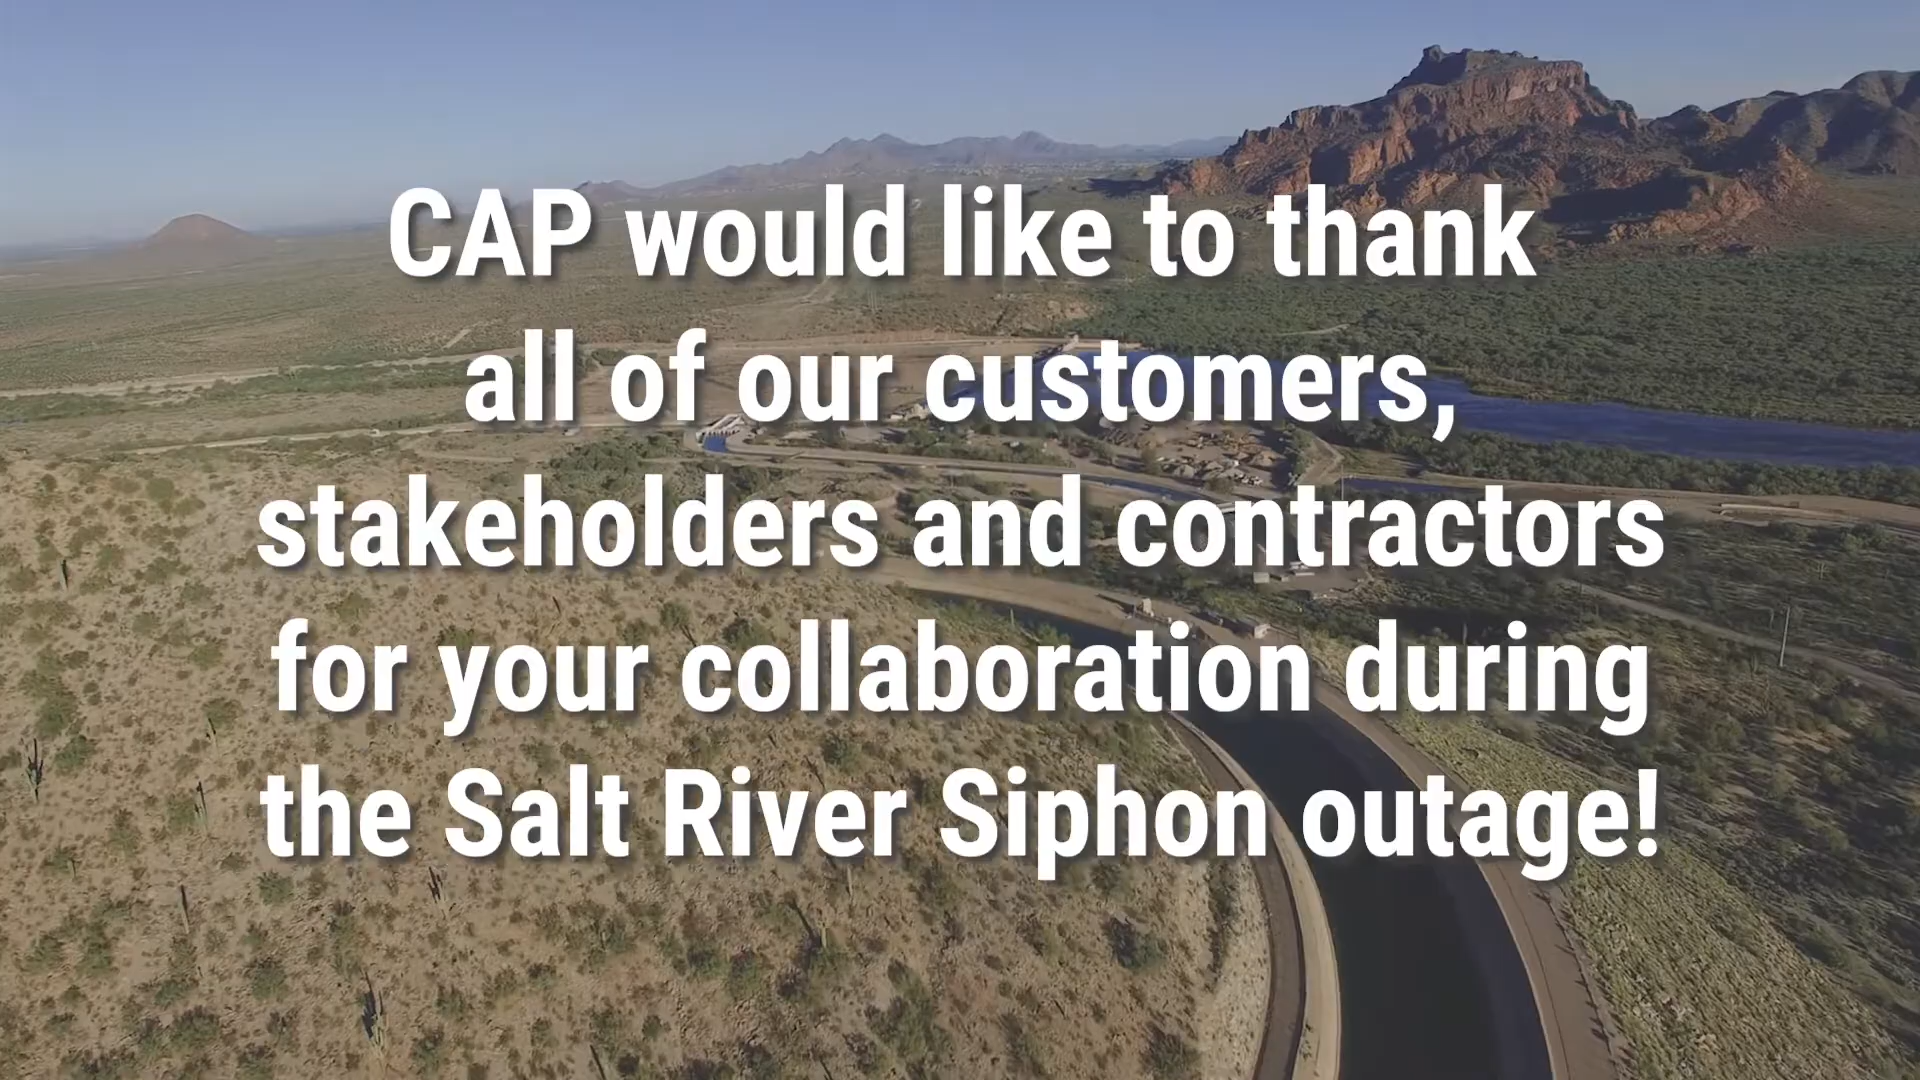 CAP would like to thank
all of our customers,
stakeholders and contractors
for your collaboration during
the Salt River Siphon outage!